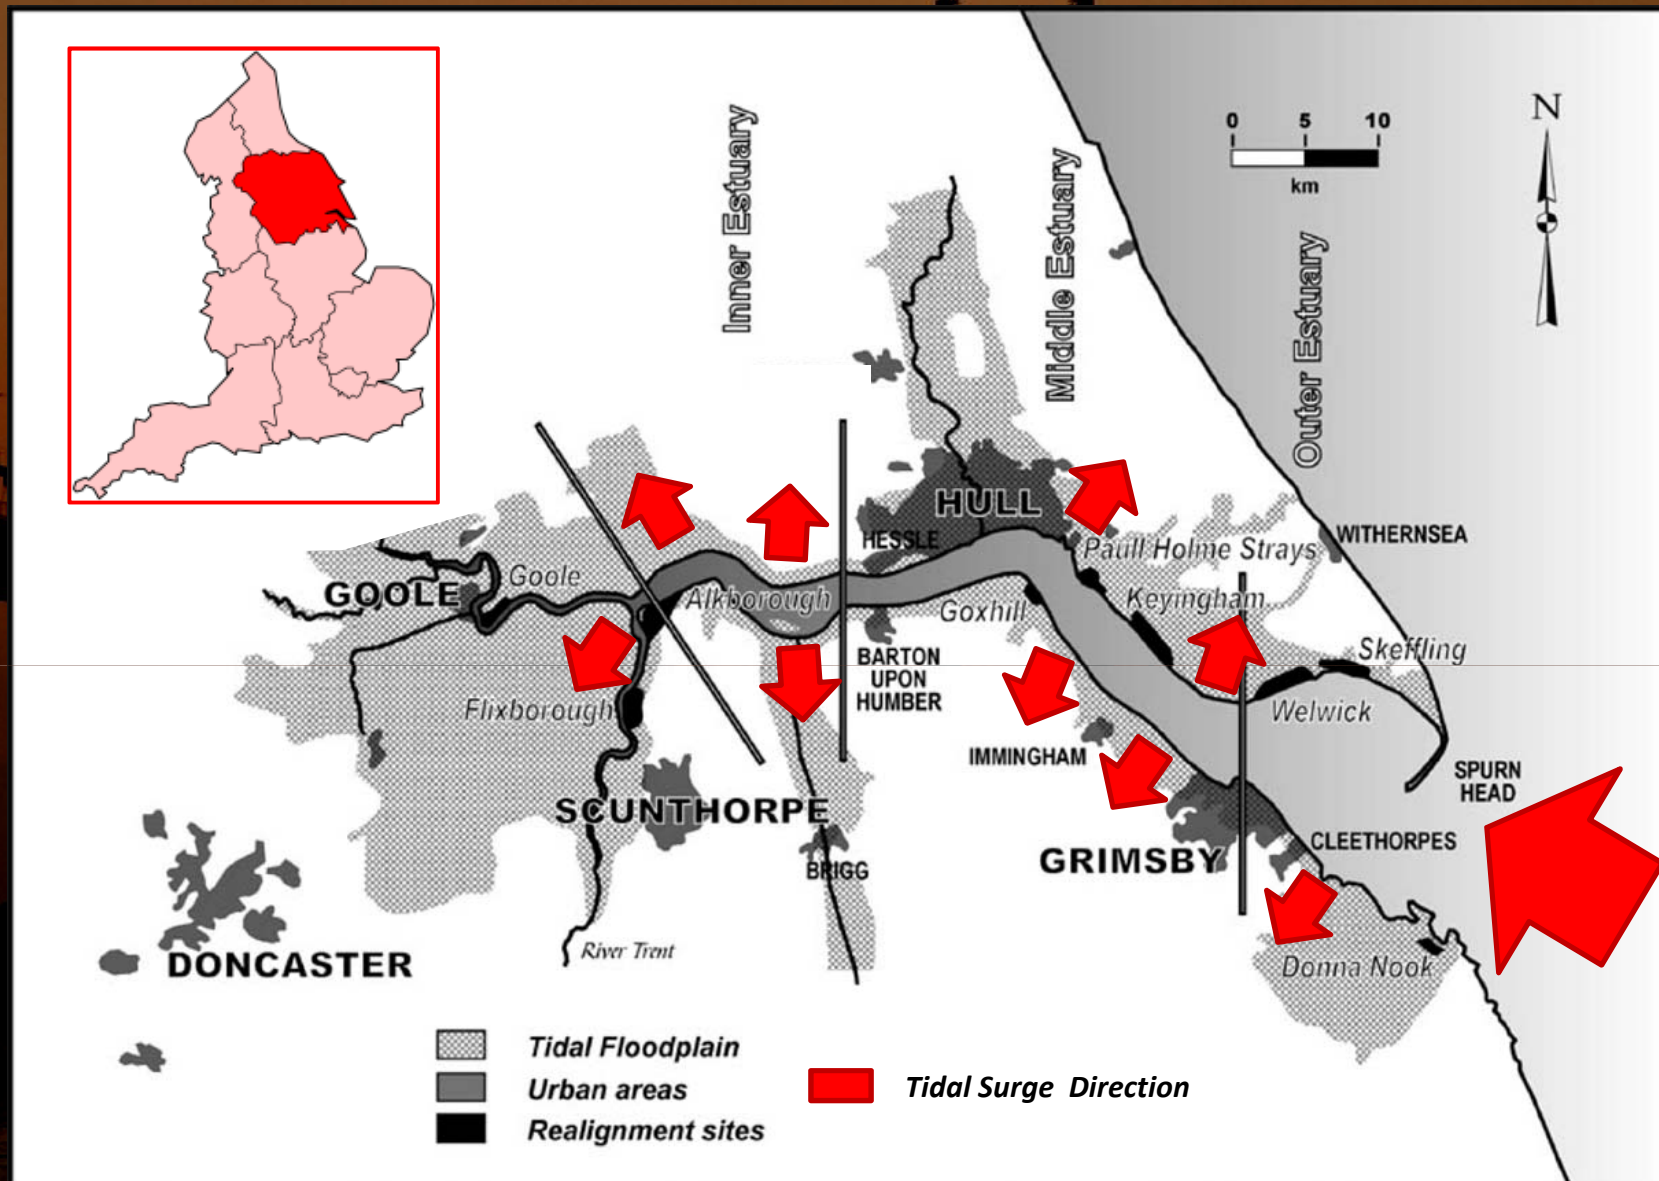 N
0 5 10
km
Inner Estuary
Middle Estuary
Outer Estuary
HULL
HESSLE
Paull Holme Strays
WITHERNSEA
GOOLE
Goole
Alkborough
Goxhill
Keyingham
Skeffling
BARTON
UPON
HUMBER
Flixborough
Welwick
IMMINGHAM
SPURN
HEAD
SCUNTHORPE
CLEETHORPES
GRIMSBY
BRIGG
River Trent
DONCASTER
Donna Nook
Tidal Floodplain
Urban areas
Realignment sites
Tidal Surge Direction